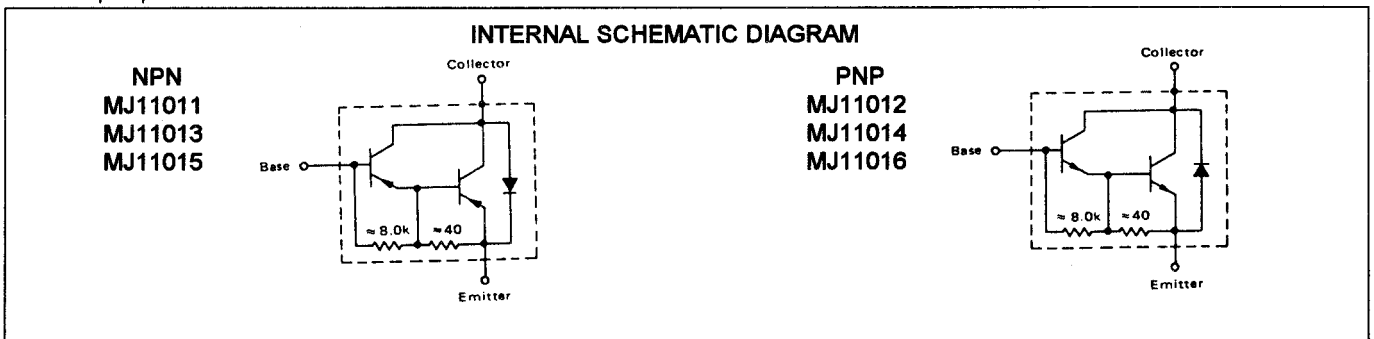 INTERNAL SCHEMATIC DIAGRAM
NPN
MJ11011
MJ11013
MJ11015
Collector
Base
≈ 8.0k
≈ 40
Emitter
PNP
MJ11012
MJ11014
MJ11016
Collector
Base
≈ 8.0k
≈ 40
Emitter